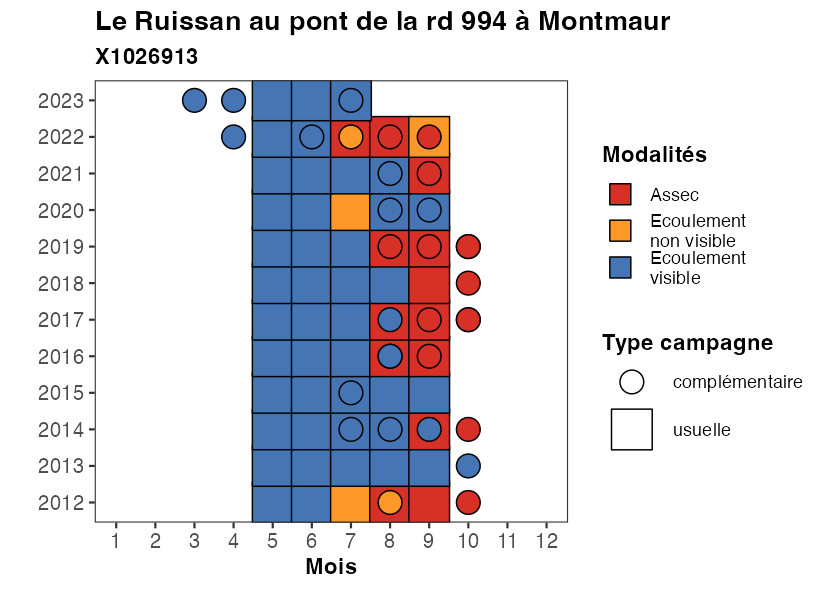 Le Ruissan au pont de la rd 994 à Montmaur
X1026913
2023
2022
2021
2020
2019
2018
2017
2016
2015
2014
2013
2012
1 2 3 4 5 6 7 8 9 10 11 12
Mois
Modalités
Assec
Ecoulement
non visible
Ecoulement
visible
Type campagne
complémentaire
usuelle